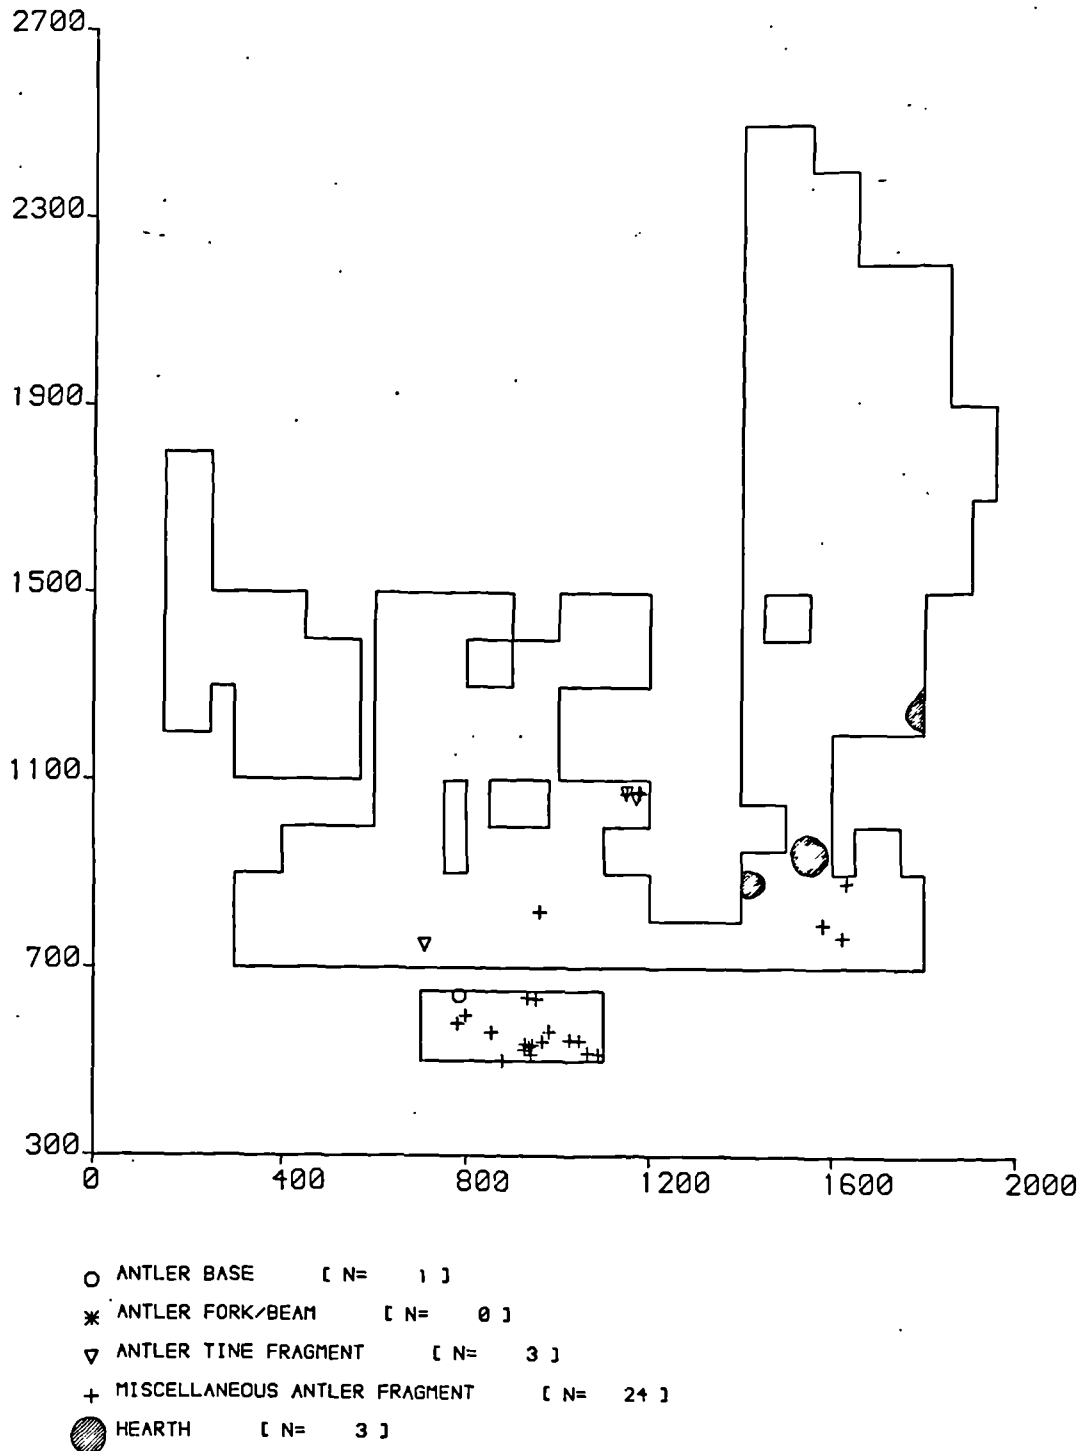 2700
2300
1900
1500
1100
700
300
0 400 800 1200 1600 2000
ANTLER BASE [ N= 1 ]
ANTLER FORK/BEAM [ N= 0 ]
ANTLER TINE FRAGMENT [ N= 3 ]
MISCELLANEOUS ANTLER FRAGMENT [ N= 24 ]
HEARTH [ N= 3 ]